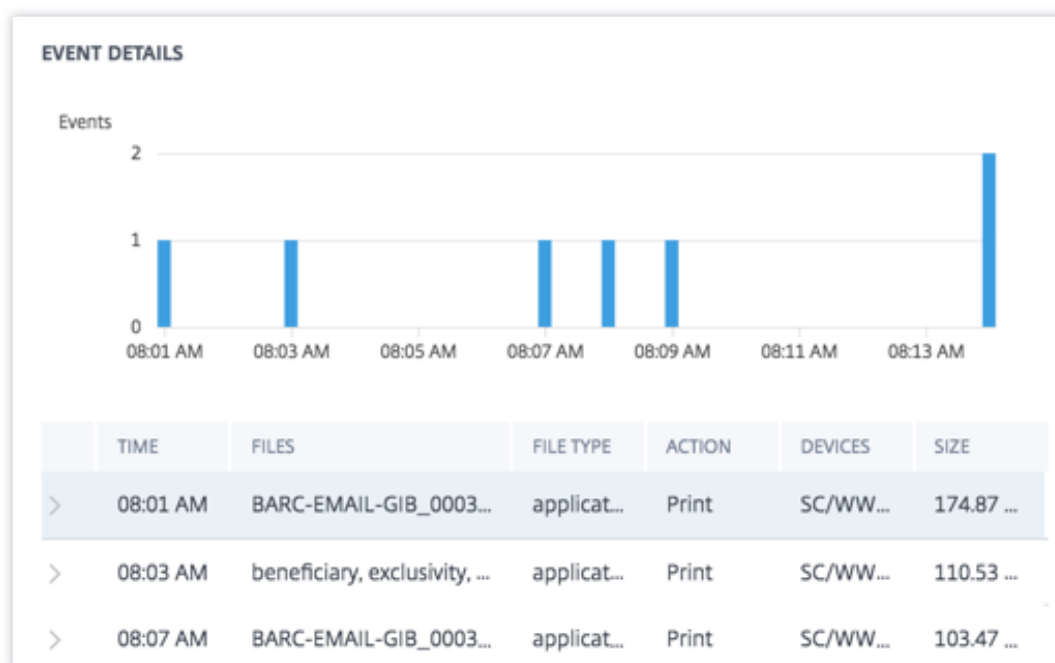 EVENT DETAILS
Events
2
1
0
08:01 AM 08:03 AM 08:05 AM 08:07 AM 08:09 AM 08:11 AM 08:13 AM
TIME FILES FILE TYPE ACTION DEVICES SIZE
08:01 AM BARC-EMAIL-GIB_0003... applicat... Print SC/WW... 174.87 ...
08:03 AM beneficiary, exclusivity, ... applicat... Print SC/WW... 110.53 ...
08:07 AM BARC-EMAIL-GIB_0003... applicat... Print SC/WW... 103.47 ...